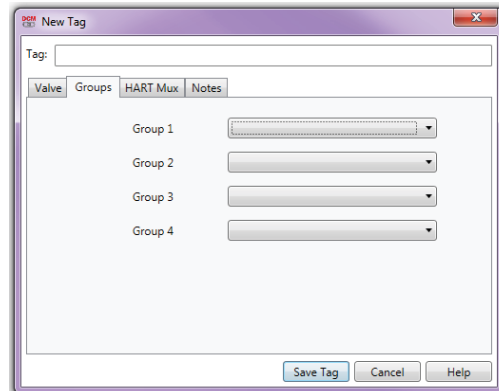 DCM New Tag
Tag:
Valve Groups HART Mux Notes
Group 1
Group 2
Group 3
Group 4
Save Tag Cancel Help